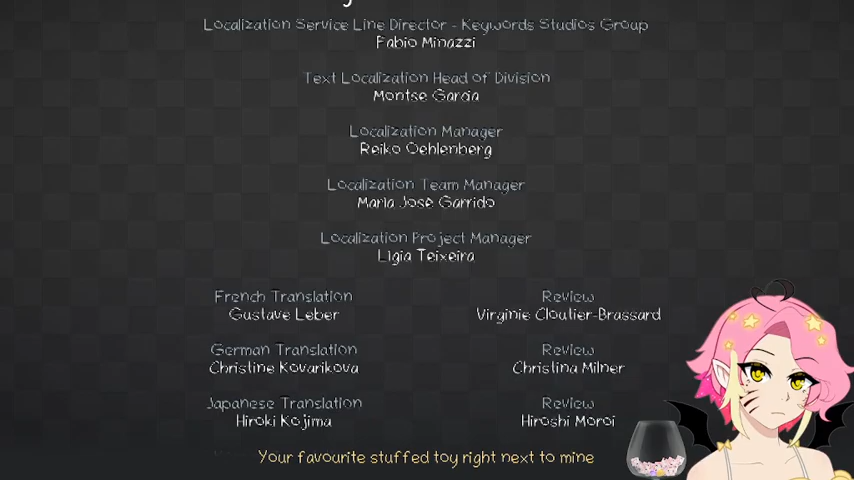 Localization Service Line Director - Keywords Studios Group
Fabio Minazzi
Text Localization Head of Division
Montse Garcia
Localization Manager
Reiko Oehlenberg
Localization Team Manager
Maria Jose Garrido
Localization Project Manager
Ligia Teixeira
French Translation
Gustave Leber
Review
Virginie Cloutier-Brassard
German Translation
Christine Kovarikova
Review
Christina Milner
Japanese Translation
Hiroki Kojima
Review
Hiroshi Moroi
Your favourite stuffed toy right next to mine